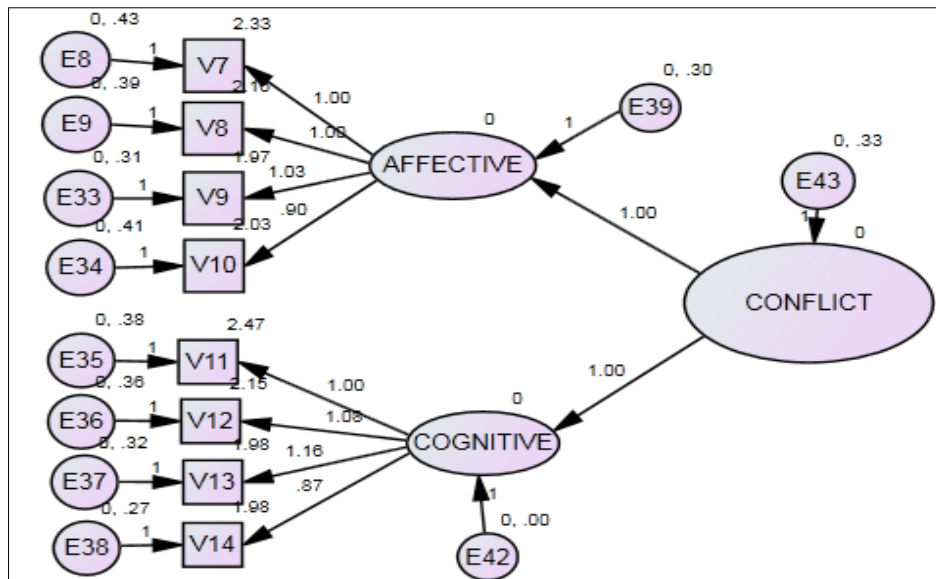 0, .43
2.33
E8
1
V7
0, .39
2.16
E9
1
V8
1.00
0, .31
1.97
E33
1
V9
1.00
1.03
0, .41
2.03
E34
1
V10
.90
0
AFFECTIVE
0, .30
1
E39
0, .33
E43
1
0
CONFLICT
1.00
1.00
0, .38
2.47
E35
1
V11
1.00
0, .36
2.15
E36
1
V12
1.08
0, .32
1.98
E37
1
V13
1.16
0, .27
1.98
E38
1
V14
.87
0
COGNITIVE
1
0, .00
E42